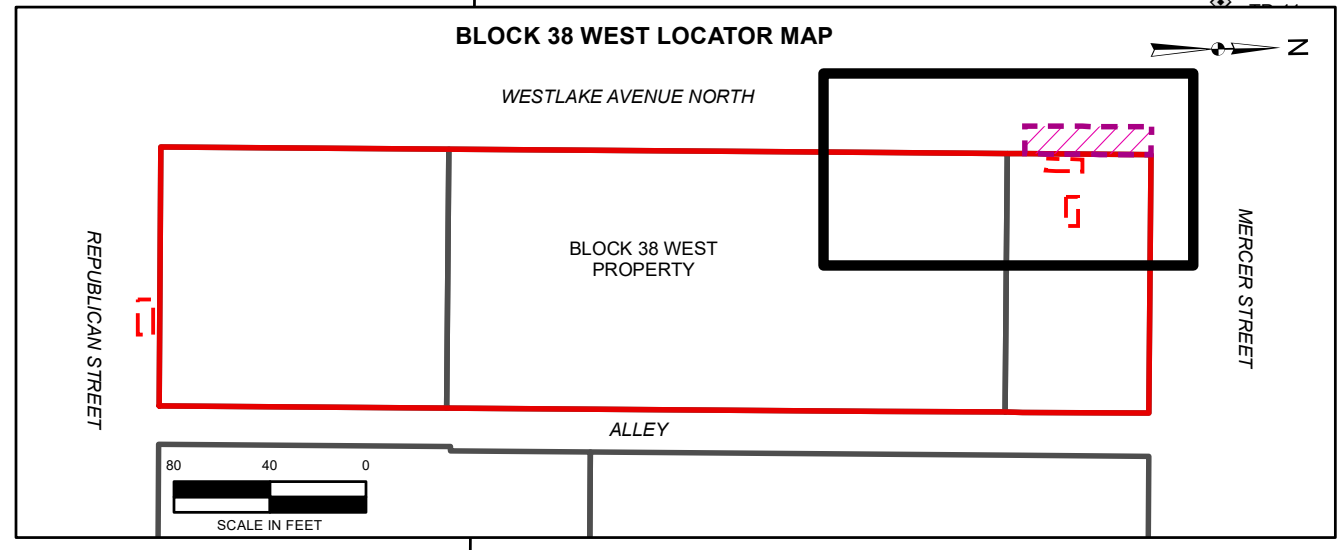 BLOCK 38 WEST LOCATOR MAP
N
WESTLAKE AVENUE NORTH
BLOCK 38 WEST
PROPERTY
REPUBLICAN STREET
MERCER STREET
ALLEY
80 40 0
SCALE IN FEET